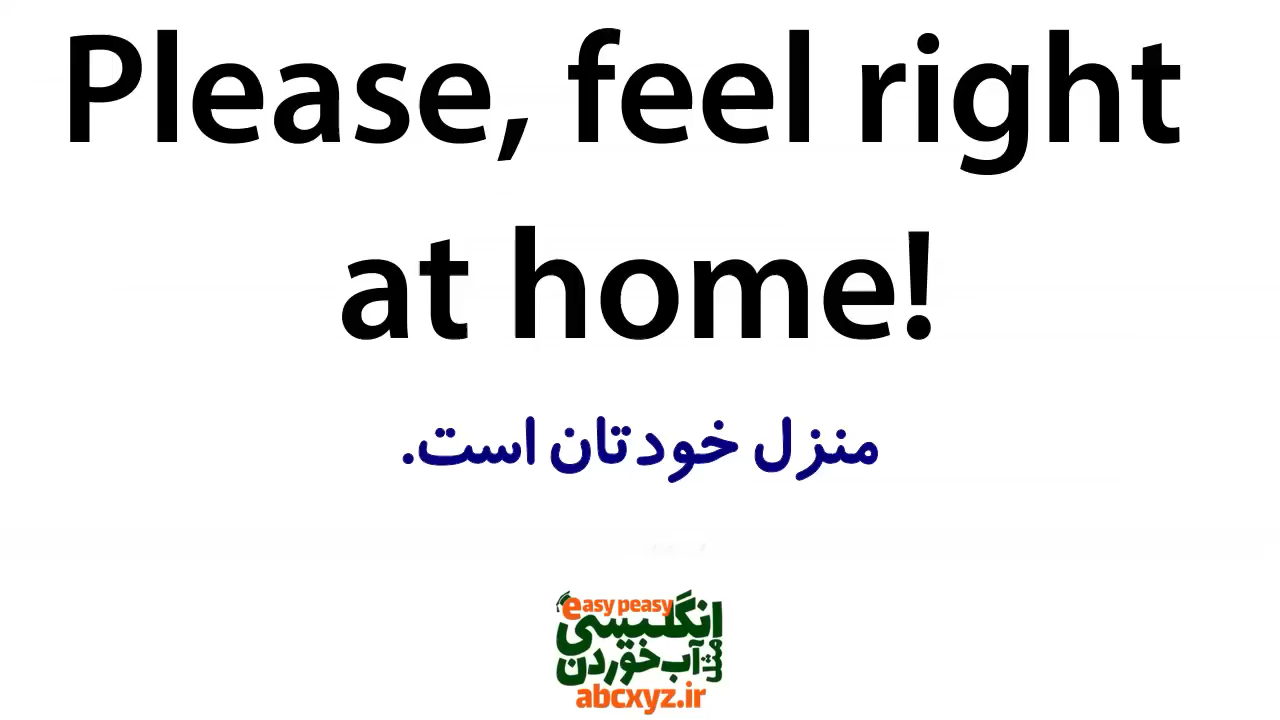 Please, feel right
at home!
منزل خودتان است.
easy peasy
انگلیسی
مثل آب خوردن
abcxyz.ir